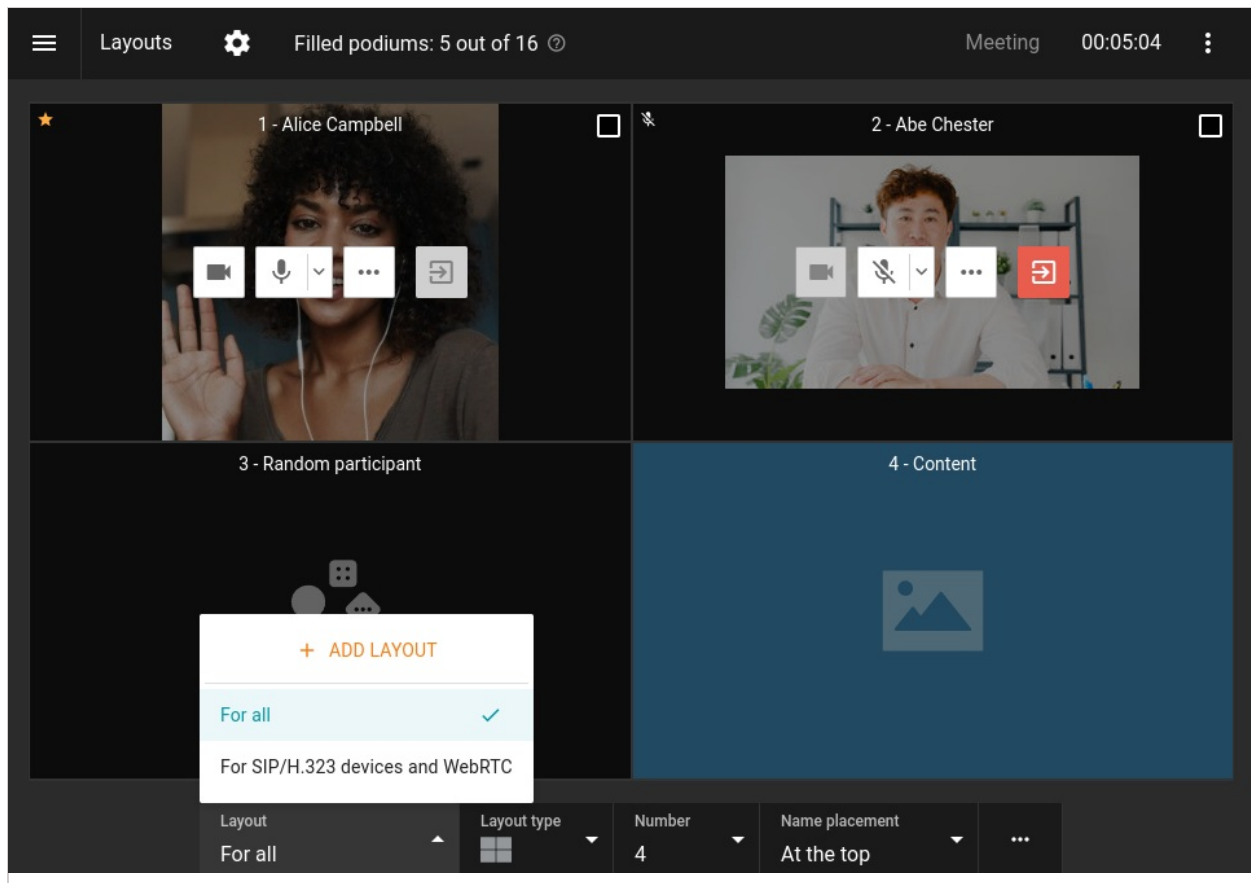 Layouts
Filled podiums: 5 out of 16
Meeting
00:05:04
1 - Alice Campbell
2 - Abe Chester
3 - Random participant
4 - Content
+ ADD LAYOUT
For all
For SIP/H.323 devices and WebRTC
Layout
For all
Layout type
Number
4
Name placement
At the top